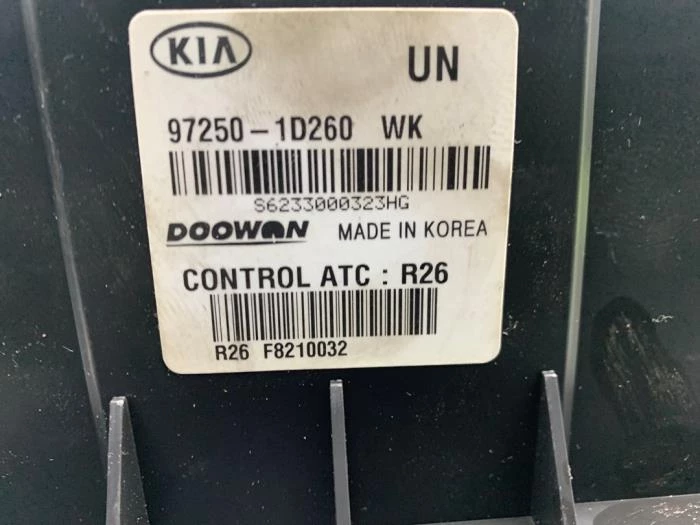 KIA UN
97250-1D260 WK
S6233000323HG
DOOWON MADE IN KOREA
CONTROL ATC : R26
R26 F8210032